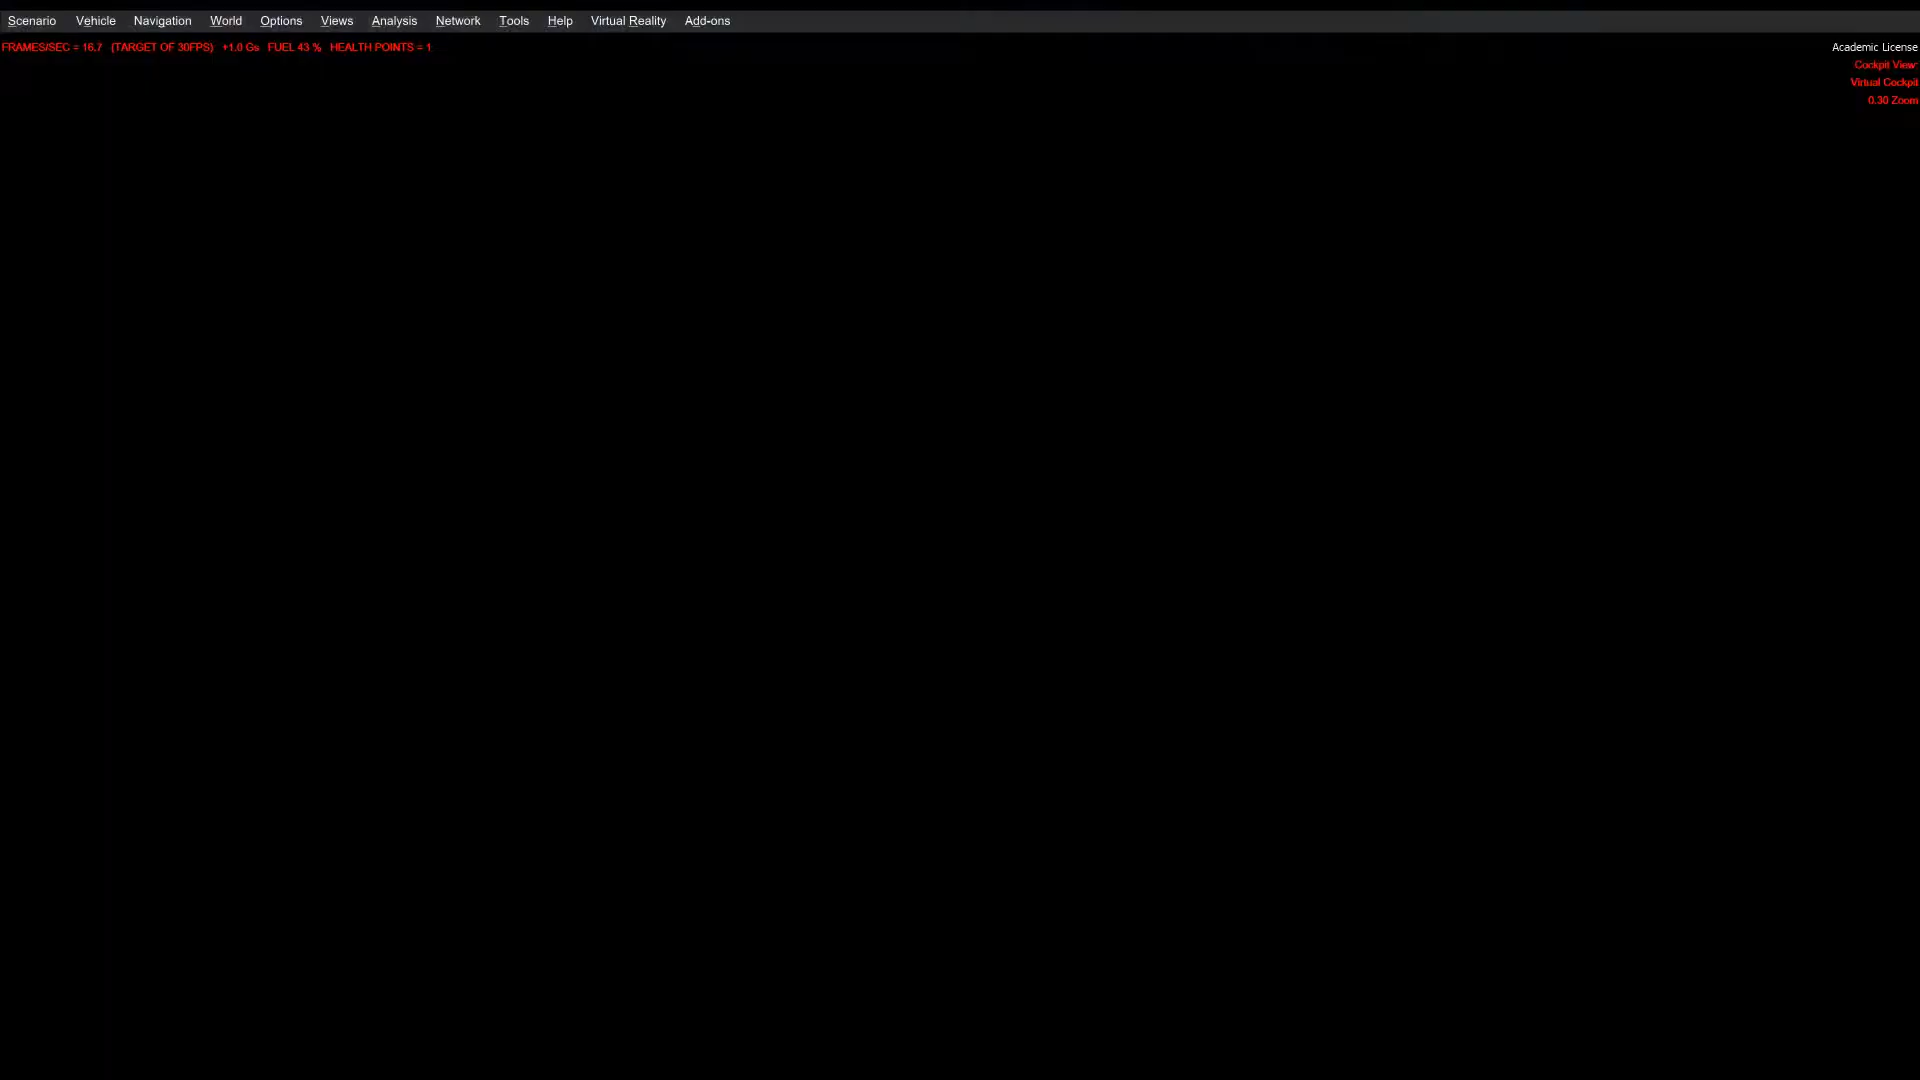 Scenario Vehicle Navigation World Options Views Analysis Network Tools Help Virtual Reality Add-ons
FRAMES/SEC = 16.7 (TARGET OF 30FPS) +1.0 Gs FUEL 43 % HEALTH POINTS = 1
Academic License
Cockpit View:
Virtual Cockpit
0.30 Zoom